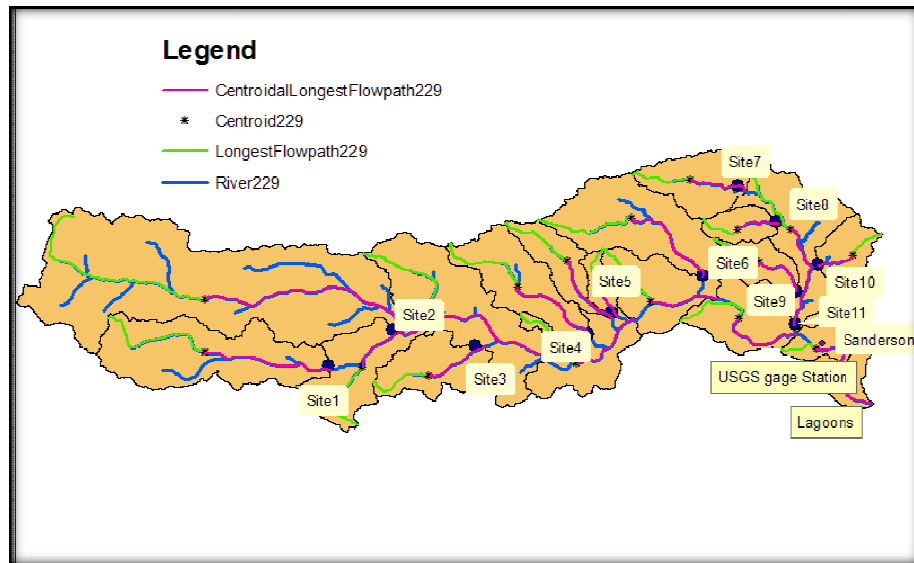 Legend
CentroidalLongestFlowpath229
Centroid229
LongestFlowpath229
River229
Site7
Site8
Site6
Site10
Site5
Site9
Site11
Site2
Sanderson
Site4
Site3
USGS gage Station
Site1
Lagoons